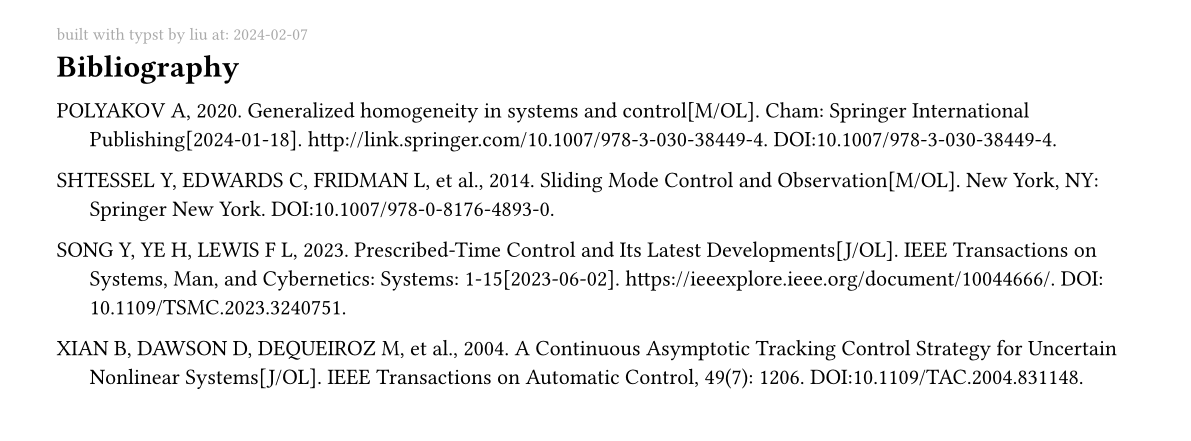 built with typst by liu at: 2024-02-07
Bibliography
POLYAKOV A, 2020. Generalized homogeneity in systems and control[M/OL]. Cham: Springer International
Publishing[2024-01-18]. http://link.springer.com/10.1007/978-3-030-38449-4. DOI:10.1007/978-3-030-38449-4.
SHTESSEL Y, EDWARDS C, FRIDMAN L, et al., 2014. Sliding Mode Control and Observation[M/OL]. New York, NY:
Springer New York. DOI:10.1007/978-0-8176-4893-0.
SONG Y, YE H, LEWIS F L, 2023. Prescribed-Time Control and Its Latest Developments[J/OL]. IEEE Transactions on
Systems, Man, and Cybernetics: Systems: 1-15[2023-06-02]. https://ieeexplore.ieee.org/document/10044666/. DOI:
10.1109/TSMC.2023.3240751.
XIAN B, DAWSON D, DEQUEIROZ M, et al., 2004. A Continuous Asymptotic Tracking Control Strategy for Uncertain
Nonlinear Systems[J/OL]. IEEE Transactions on Automatic Control, 49(7): 1206. DOI:10.1109/TAC.2004.831148.